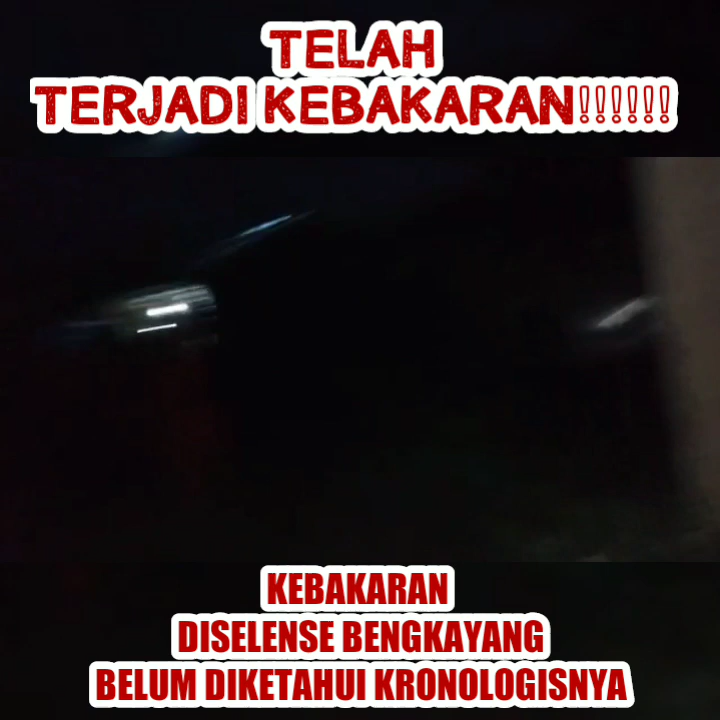 TELAH
TERJADI KEBAKARAN!!!!!!
KEBAKARAN
DISELENSE BENGKAYANG
BELUM DIKETAHUI KRONOLOGISNYA